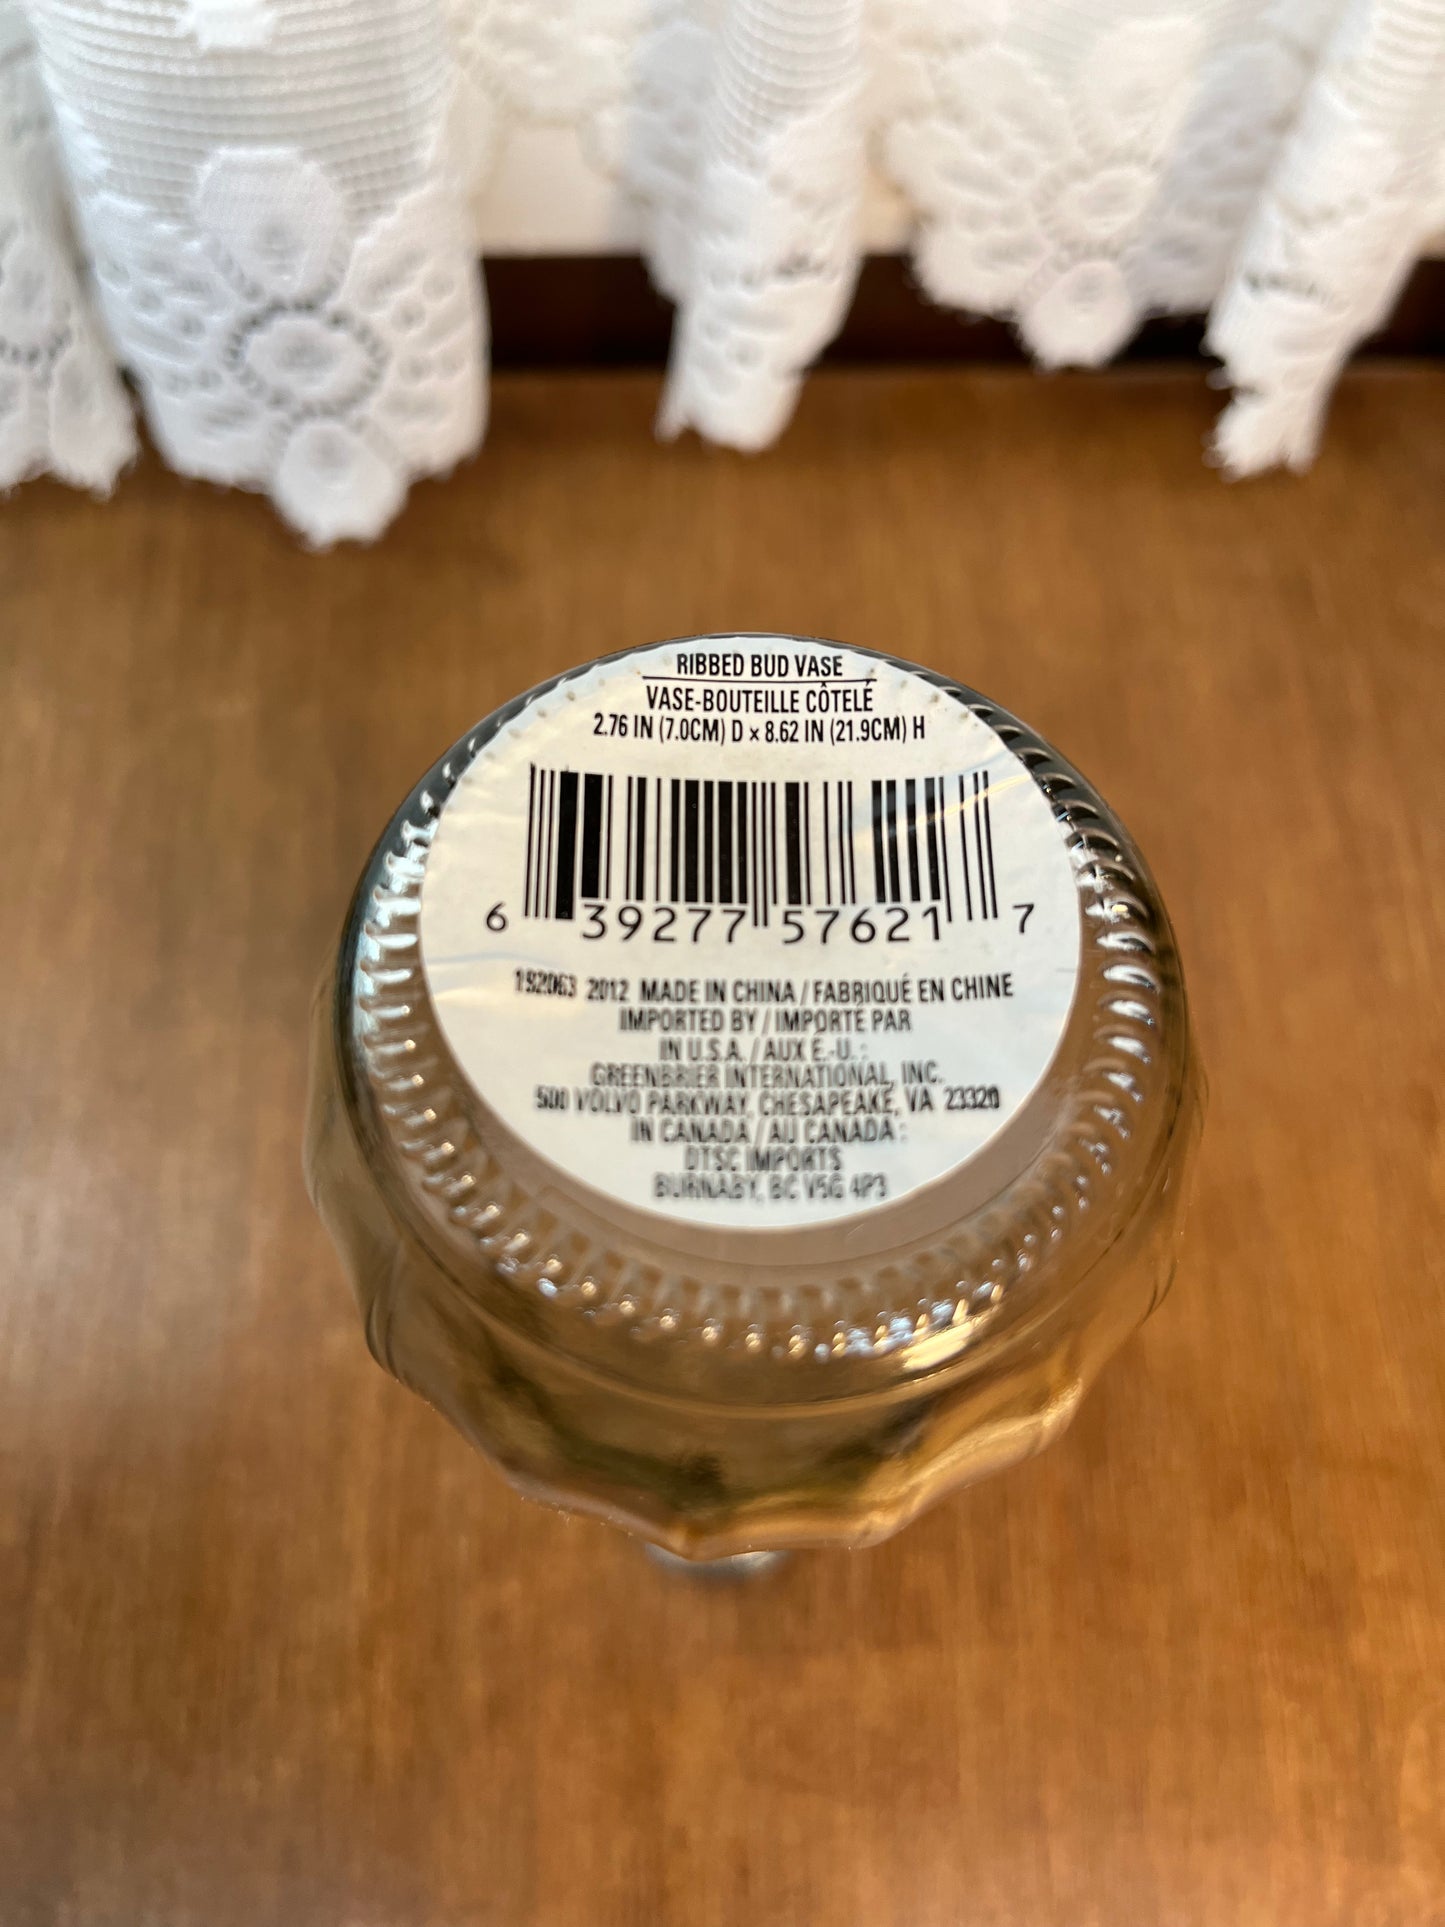 RIBBED BUD VASE
VASE-BOUTEILLE CÔTELÉ
2.76 IN (7.0CM) D × 8.62 IN (21.9CM) H
6 39277 57621 7
192063 2012 MADE IN CHINA / FABRIQUÉ EN CHINE
IMPORTED BY / IMPORTÉ PAR
IN U.S.A. / AUX É.-U. :
GREENBRIER INTERNATIONAL, INC.
500 VOLVO PARKWAY, CHESAPEAKE, VA 23320
IN CANADA / AU CANADA :
DTSC IMPORTS
BURNABY, BC V5G 4P3